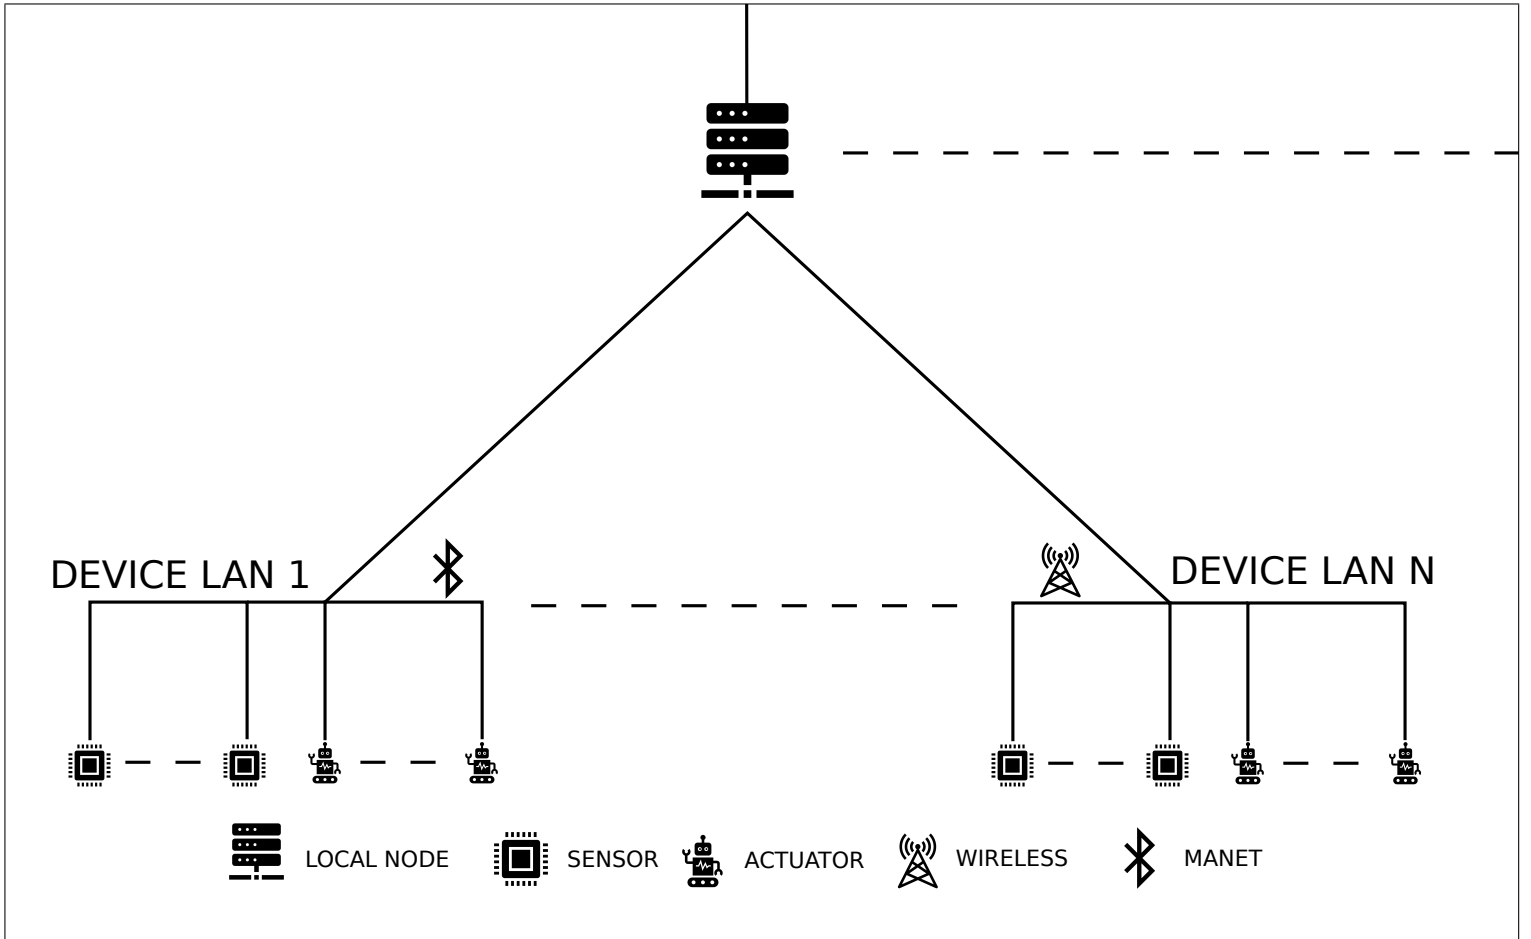 DEVICE LAN 1
DEVICE LAN N
LOCAL NODE
SENSOR
ACTUATOR
WIRELESS
MANET